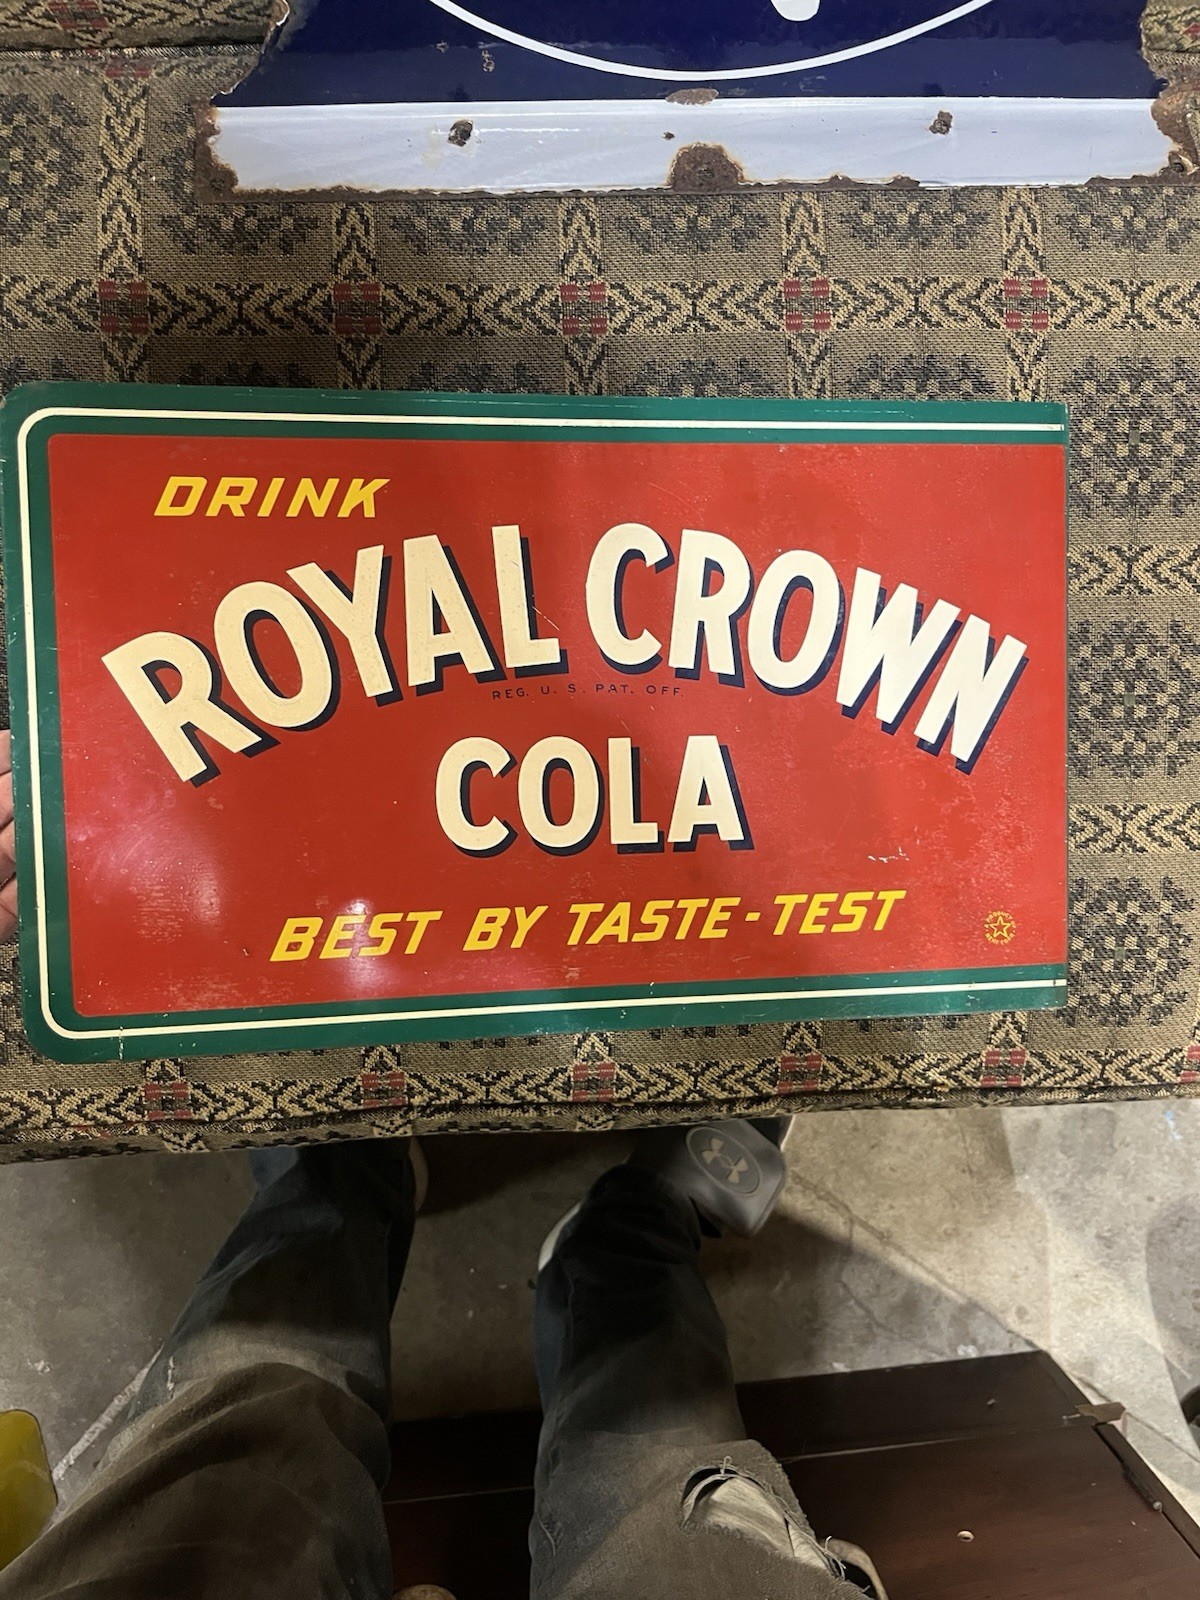 DRINK
ROYAL CROWN
REG. U. S. PAT. OFF.
COLA
BEST BY TASTE-TEST